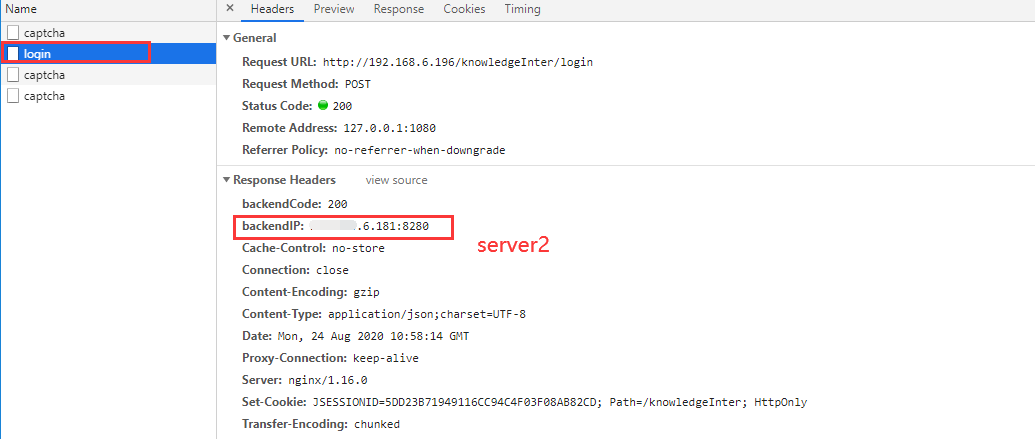 Name
captcha
login
captcha
captcha
× Headers Preview Response Cookies Timing
General
Request URL: http://192.168.6.196/knowledgeInter/login
Request Method: POST
Status Code: 200
Remote Address: 127.0.0.1:1080
Referrer Policy: no-referrer-when-downgrade
Response Headers view source
backendCode: 200
backendIP: .6.181:8280
server2
Cache-Control: no-store
Connection: close
Content-Encoding: gzip
Content-Type: application/json;charset=UTF-8
Date: Mon, 24 Aug 2020 10:58:14 GMT
Proxy-Connection: keep-alive
Server: nginx/1.16.0
Set-Cookie: JSESSIONID=5DD23B71949116CC94C4F03F08AB82CD; Path=/knowledgeInter; HttpOnly
Transfer-Encoding: chunked